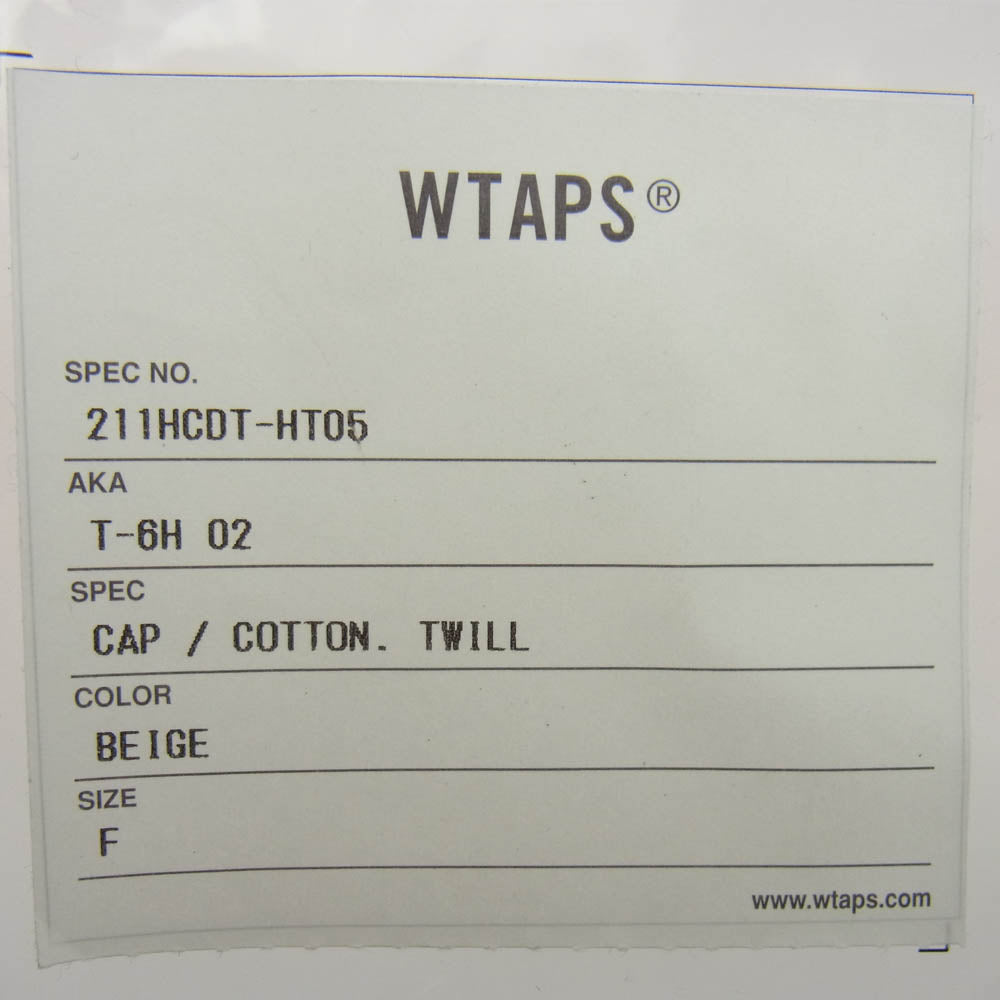 WTAPS®
SPEC NO.
211HCDT-HT05
AKA
T-6H 02
SPEC
CAP / COTTON. TWILL
COLOR
BEIGE
SIZE
F
www.wtaps.com